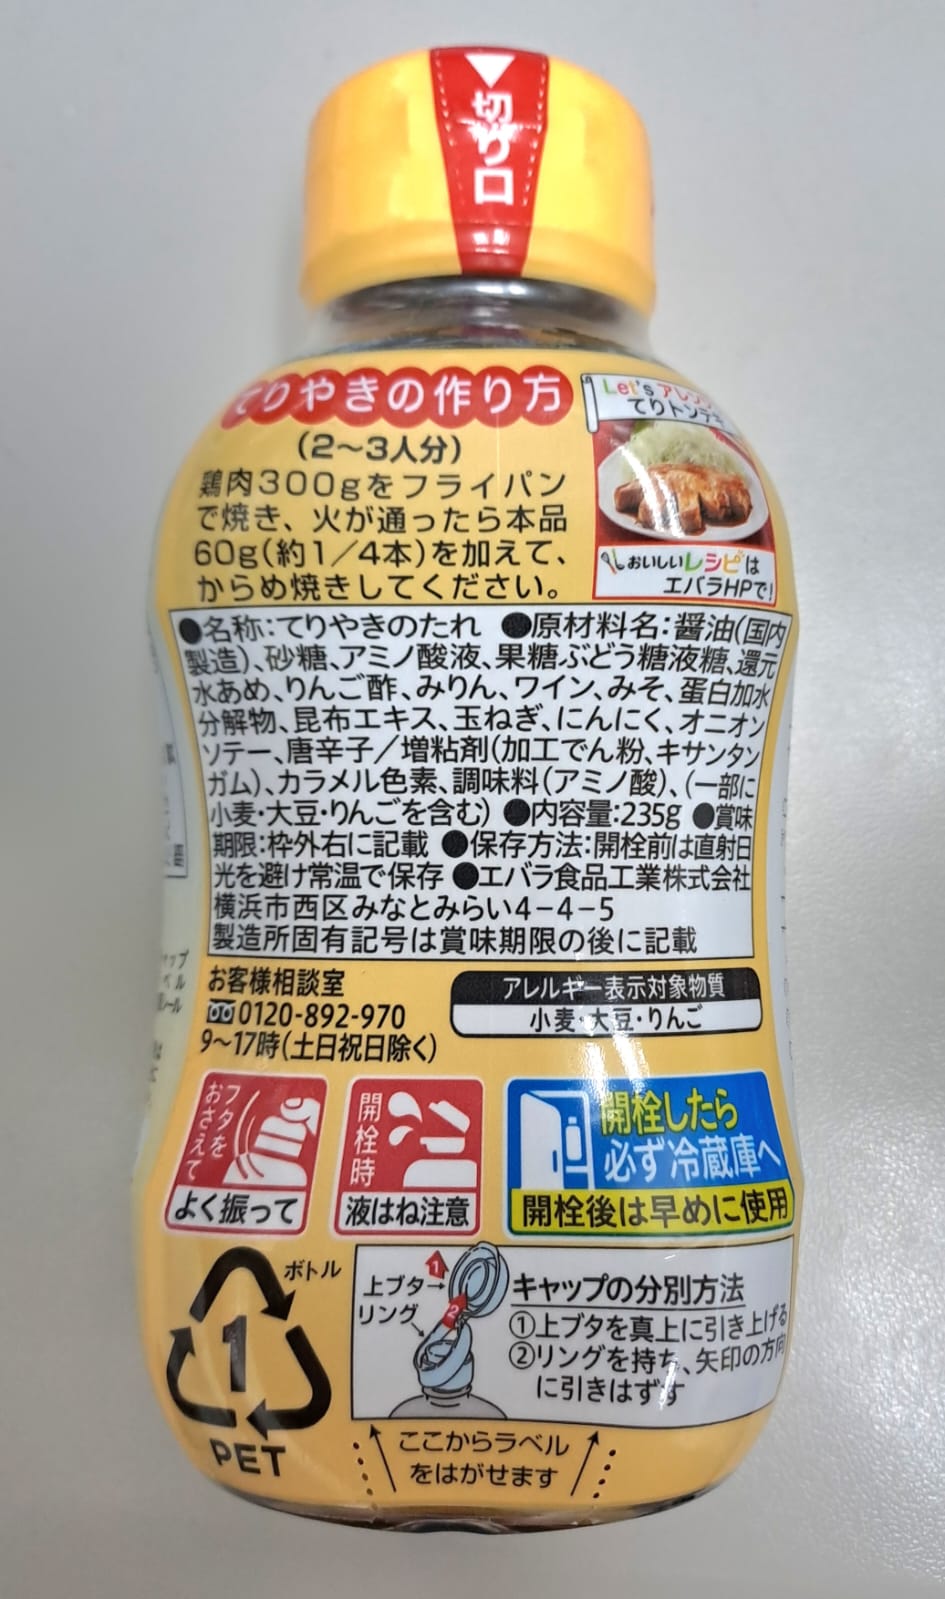 切り口
てりやきの作り方
(2〜3人分)
鶏肉300gをフライパン
で焼き、火が通ったら本品
60g(約1/4本)を加えて、
からめ焼きしてください。
Let's アレン
てりトンテキ
おいしいレシピは
エバラHPで!
●名称:てりやきのたれ ●原材料名:醤油(国内
製造)、砂糖、アミノ酸液、果糖ぶどう糖液糖、還元
水あめ、りんご酢、みりん、ワイン、みそ、蛋白加水
分解物、昆布エキス、玉ねぎ、にんにく、オニオン
ソテー、唐辛子/増粘剤(加工でん粉、キサンタン
ガム)、カラメル色素、調味料(アミノ酸)、(一部に
小麦・大豆・りんごを含む) ●内容量:235g ●賞味
期限:枠外右に記載 ●保存方法:開栓前は直射日
光を避け常温で保存 ●エバラ食品工業株式会社
横浜市西区みなとみらい4-4-5
製造所固有記号は賞味期限の後に記載
お客様相談室
0120-892-970
9〜17時(土日祝日除く)
アレルギー表示対象物質
小麦・大豆・りんご
フタを
おさえて
よく振って
開栓時
液はね注意
開栓したら
必ず冷蔵庫へ
開栓後は早めに使用
ボトル
1
PET
上ブタ→
リング
1
2
キャップの分別方法
①上ブタを真上に引き上げる
②リングを持ち、矢印の方向
に引きはずす
ここからラベル
をはがせます